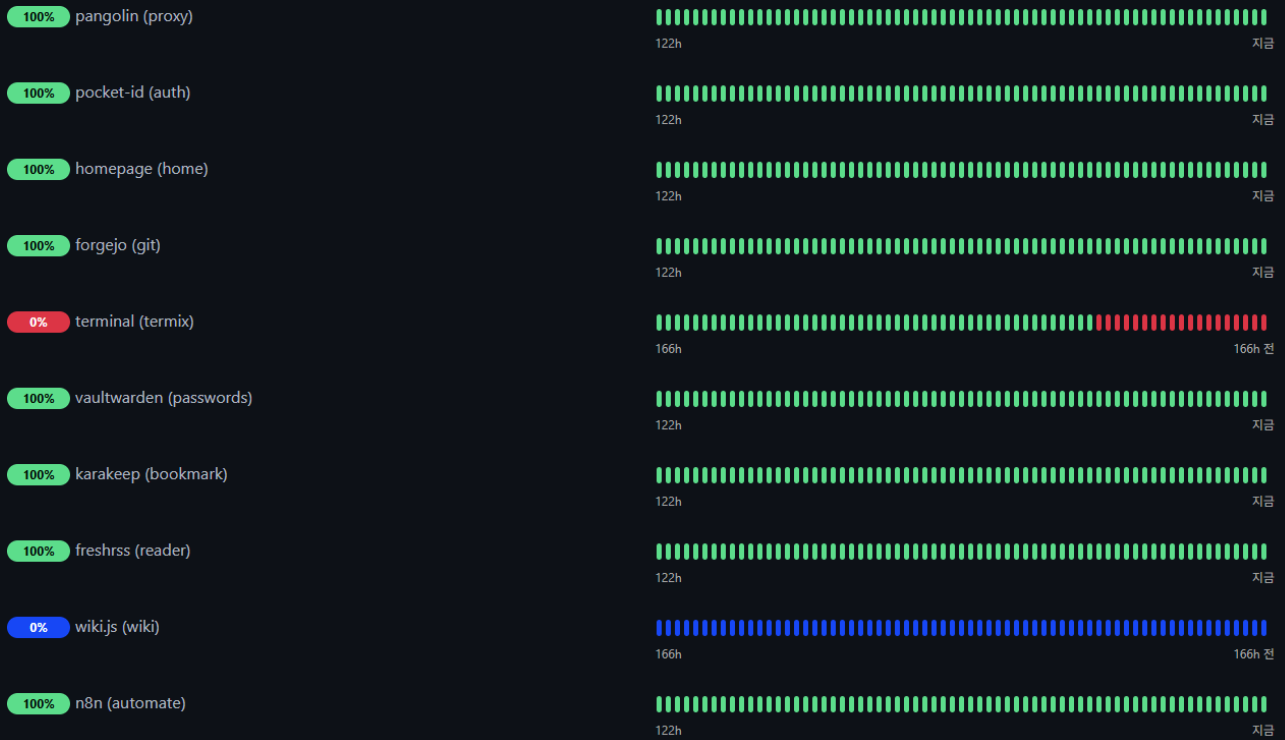 100% pangolin (proxy)
122h 지금
100% pocket-id (auth)
122h 지금
100% homepage (home)
122h 지금
100% forgejo (git)
122h 지금
0% terminal (termix)
166h 166h 전
100% vaultwarden (passwords)
122h 지금
100% karakeep (bookmark)
122h 지금
100% freshrss (reader)
122h 지금
0% wiki.js (wiki)
166h 166h 전
100% n8n (automate)
122h 지금